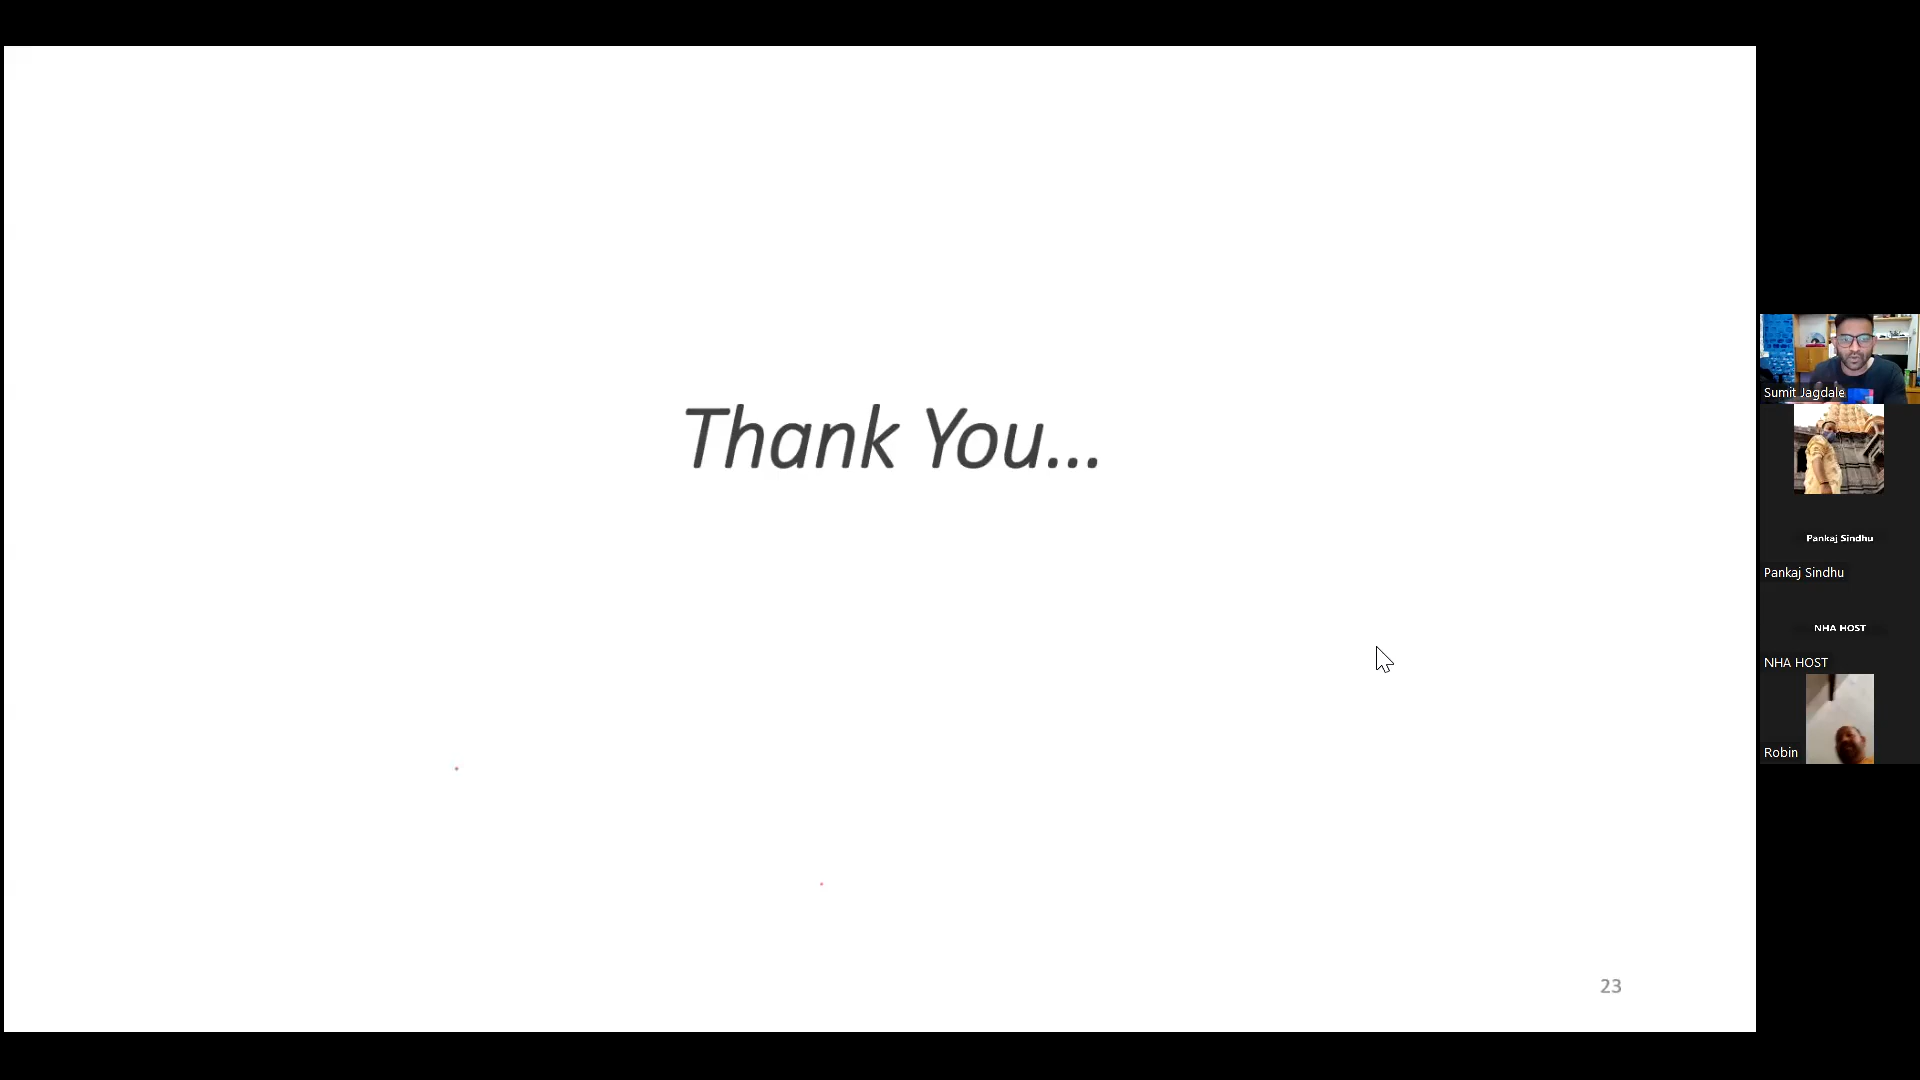 Thank You...
23
Sumit Jagdale
Pankaj Sindhu
Pankaj Sindhu
NHA HOST
NHA HOST
Robin